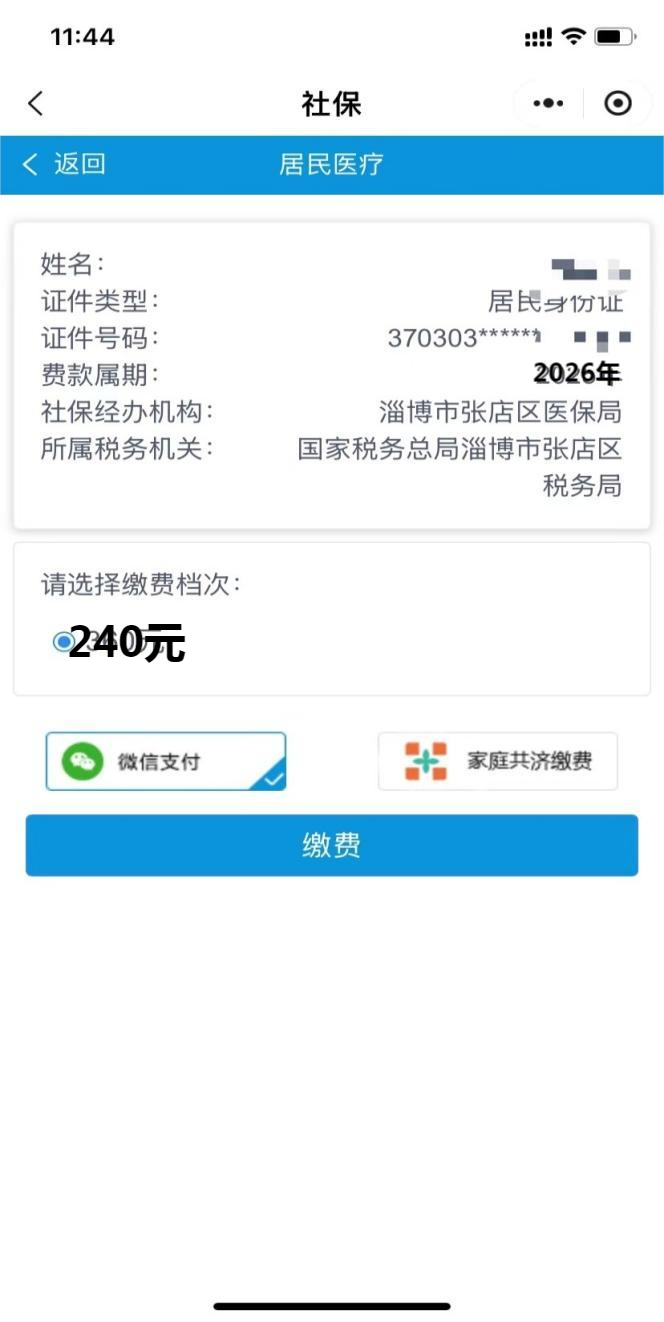 11:44
社保
返回
居民医疗
姓名：
证件类型： 居民身份证
证件号码： 370303******
费款属期： 2026年
社保经办机构： 淄博市张店区医保局
所属税务机关： 国家税务总局淄博市张店区
税务局
请选择缴费档次：
240元
微信支付
家庭共济缴费
缴费